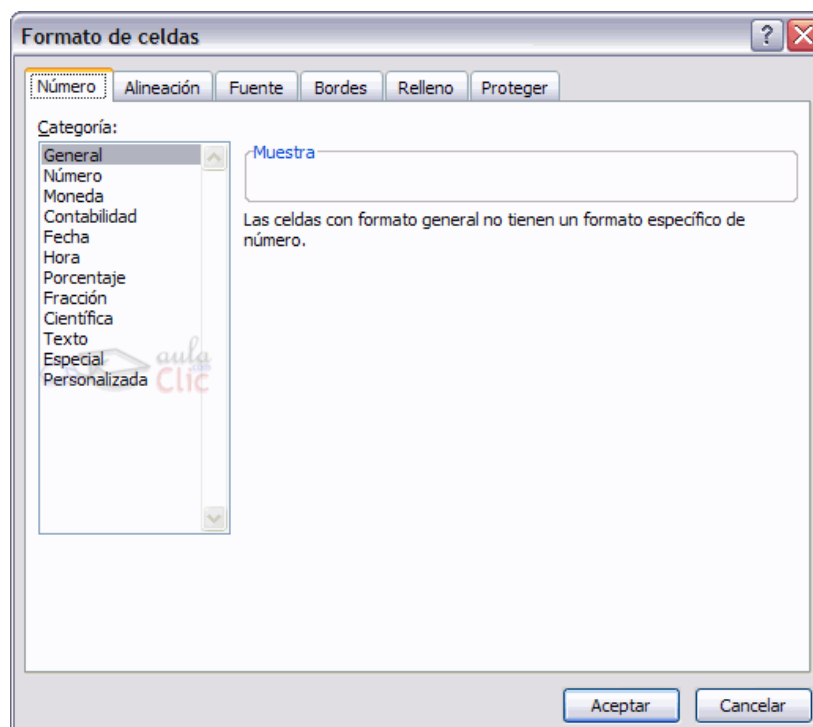 Formato de celdas
Número Alineación Fuente Bordes Relleno Proteger
Categoría:
General
Número
Moneda
Contabilidad
Fecha
Hora
Porcentaje
Fracción
Científica
Texto
Especial
Personalizada
aula
.com
Clic
Muestra
Las celdas con formato general no tienen un formato específico de
número.
Aceptar Cancelar